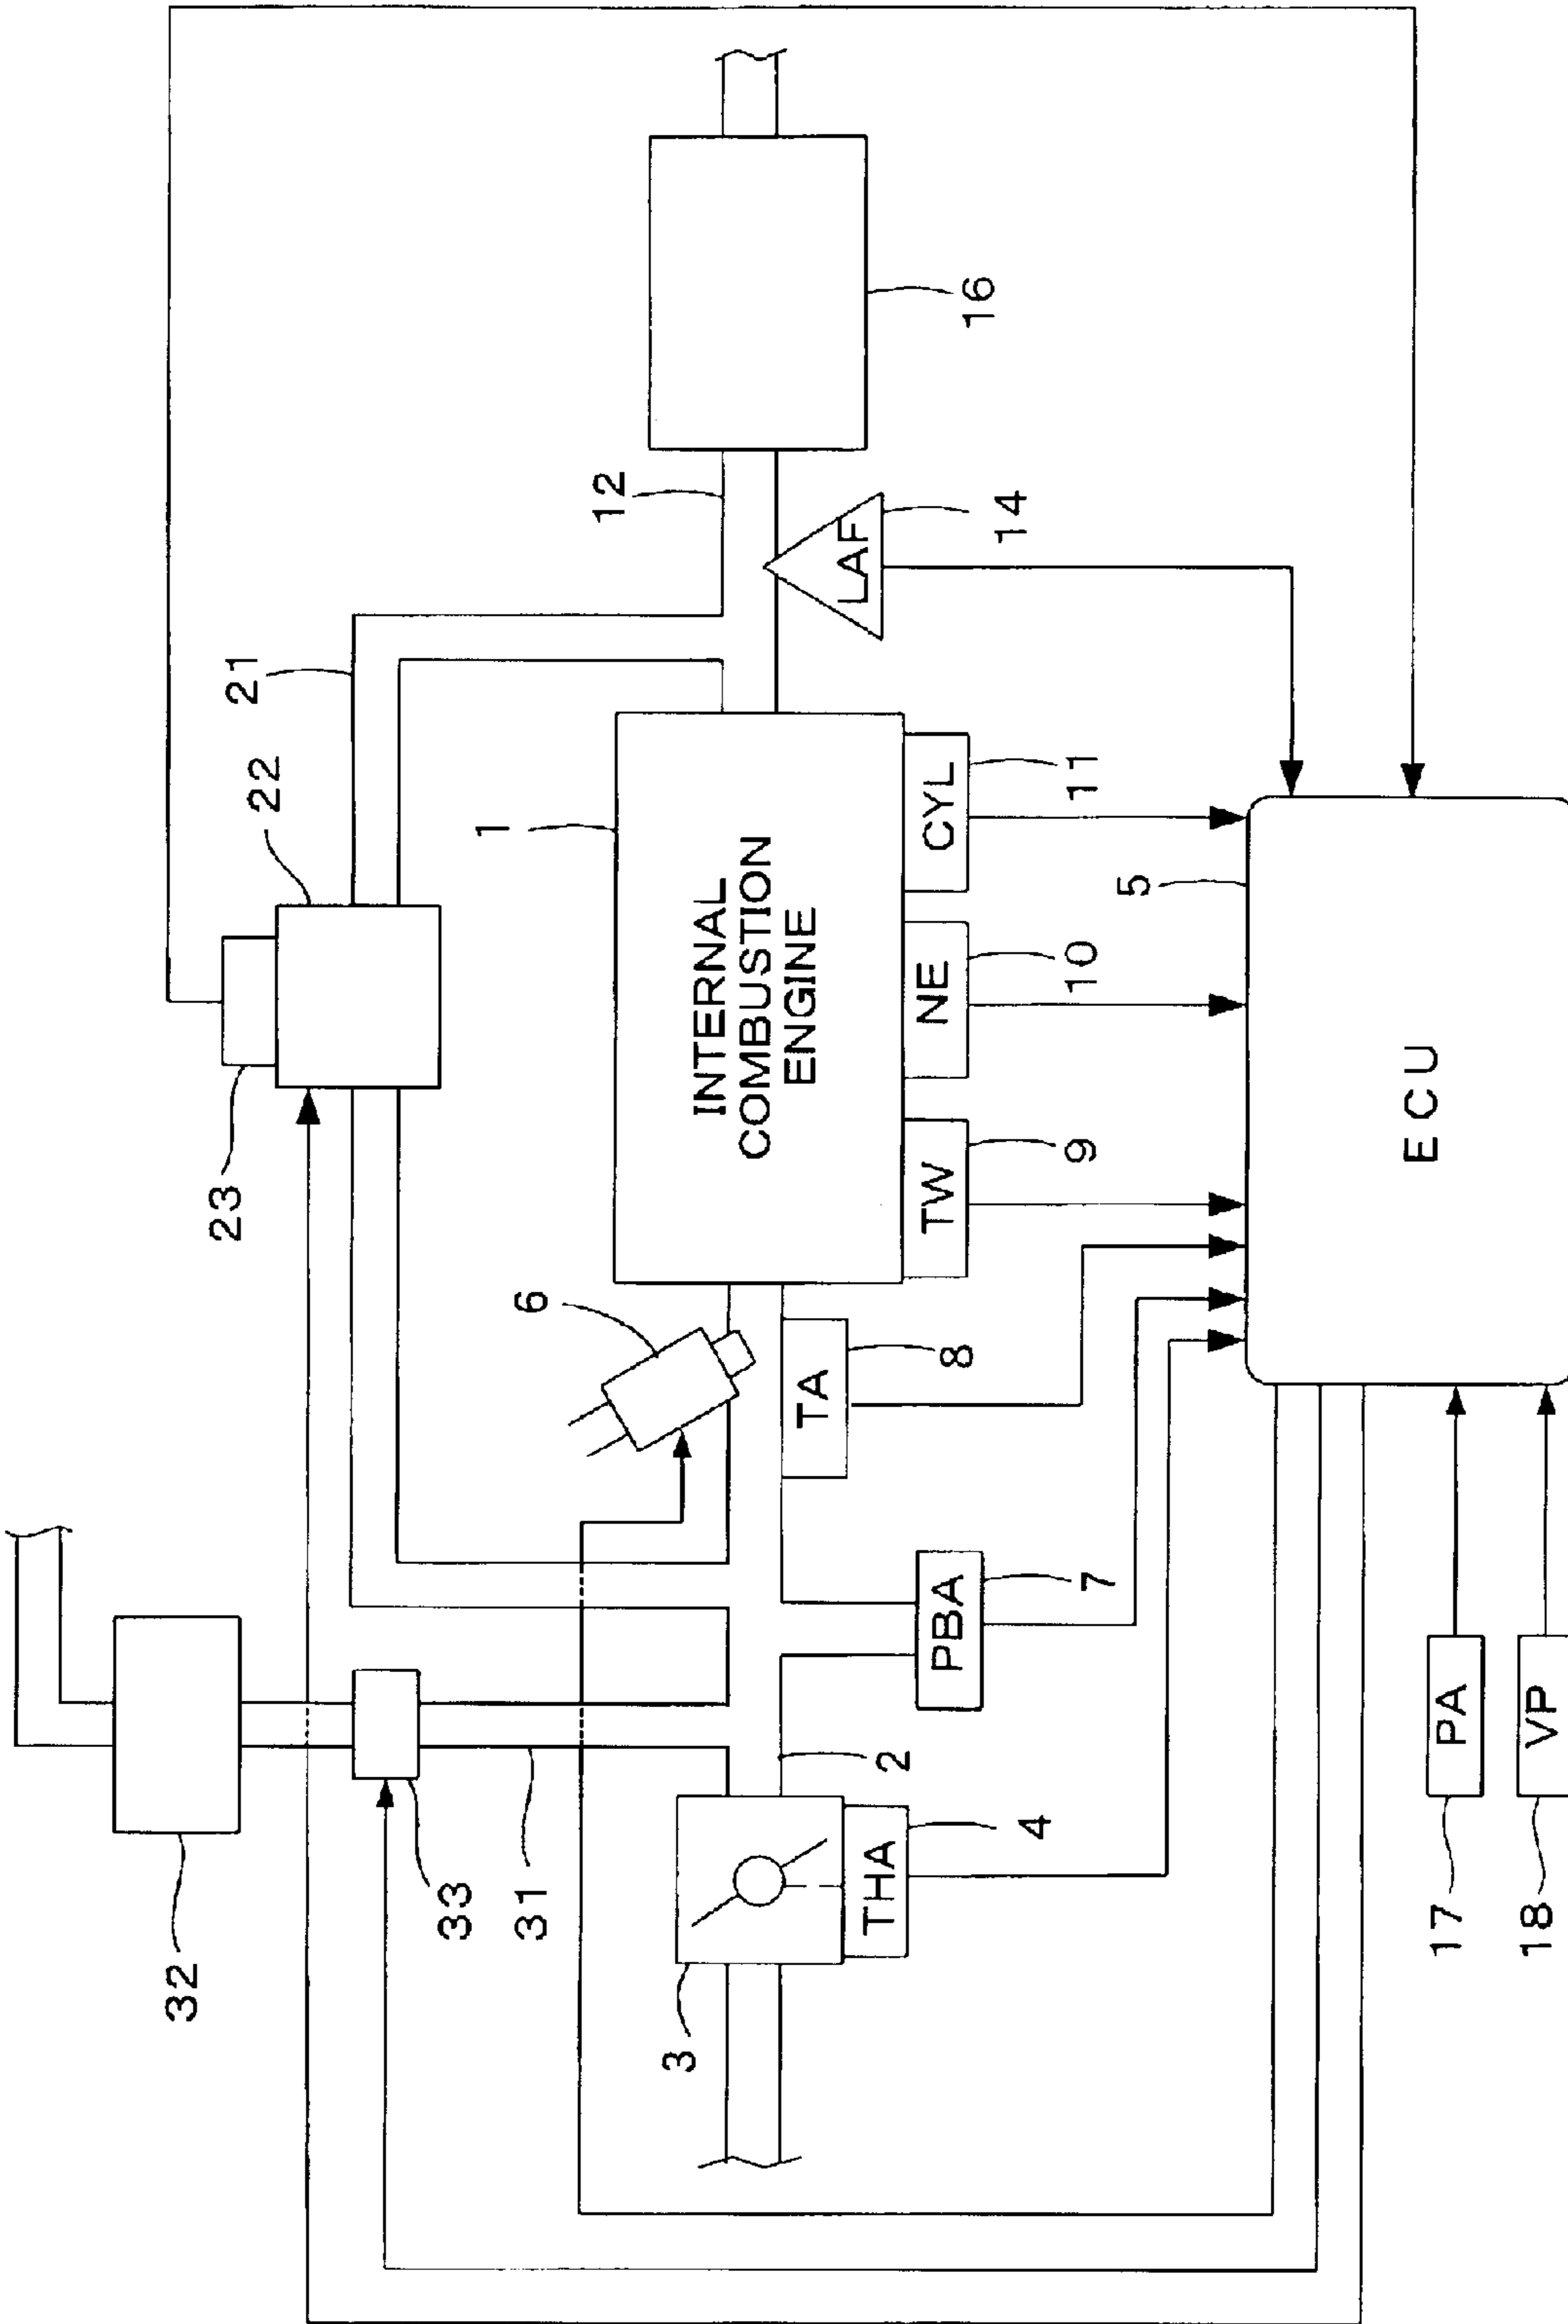 32
33
31
23
22
21
6
1
INTERNAL
COMBUSTION
ENGINE
12
16
3
THA
4
2
PBA
7
TA
8
TW
9
NE
10
CYL
11
LAF
14
5
ECU
17
PA
18
VP